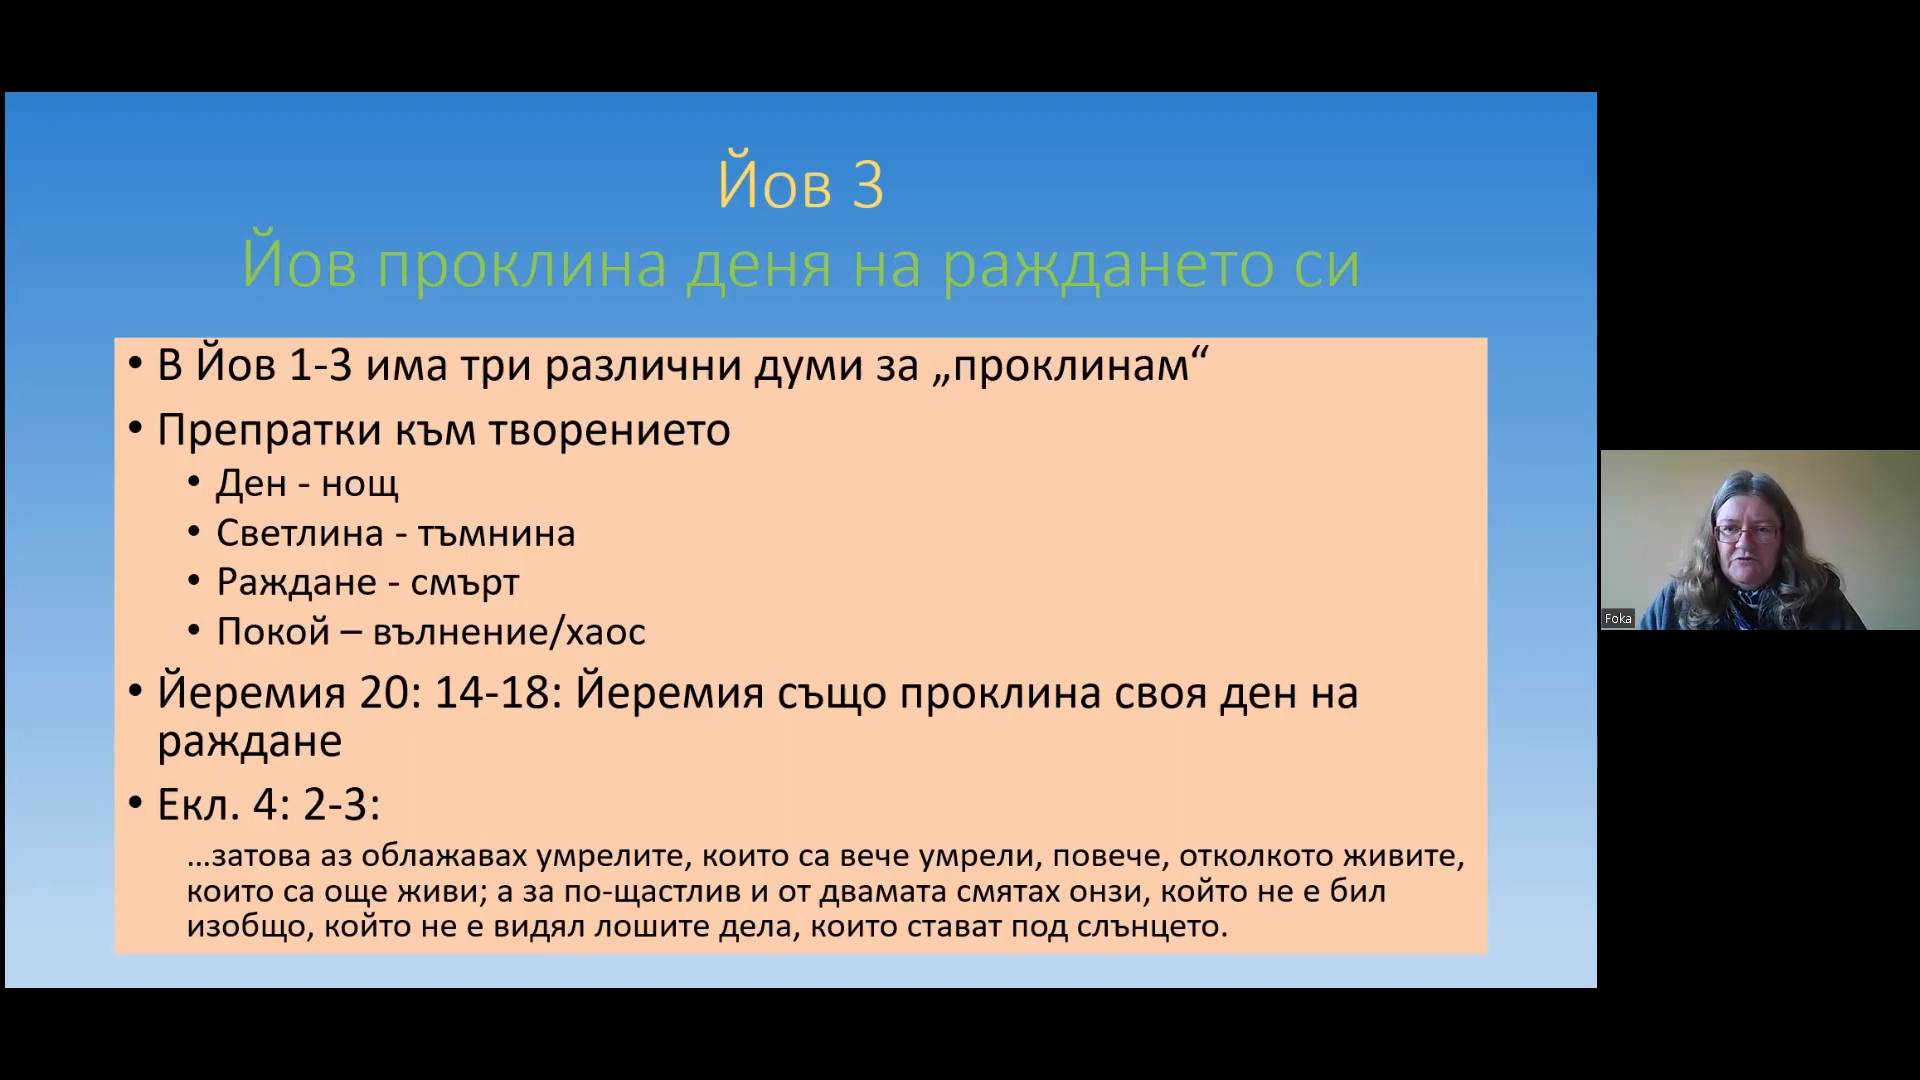 Йов 3
Йов проклина деня на раждането си
• В Йов 1-3 има три различни думи за „проклинам“
• Препратки към творението
• Ден - нощ
• Светлина - тъмнина
• Раждане - смърт
• Покой – вълнение/хаос
• Йеремия 20: 14-18: Йеремия също проклина своя ден на
раждане
• Екл. 4: 2-3:
...затова аз облажавах умрелите, които са вече умрели, повече, отколкото живите,
които са още живи; а за по-щастлив и от двамата смятах онзи, който не е бил
изобщо, който не е видял лошите дела, които стават под слънцето.
Foka